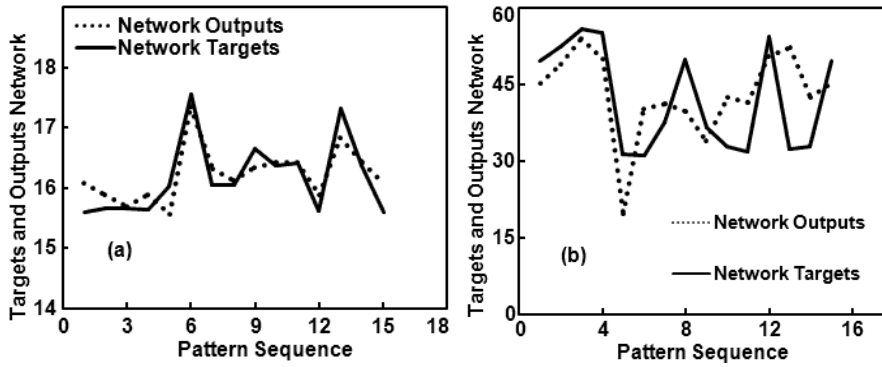 Network Outputs
Network Targets
18
17
16
15
14
(a)
0 3 6 9 12 15 18
Pattern Sequence
Targets and Outputs Network
60
45
30
15
0
Network Outputs
(b)
Network Targets
0 4 8 12 16
Pattern Sequence
Targets and Outputs Network